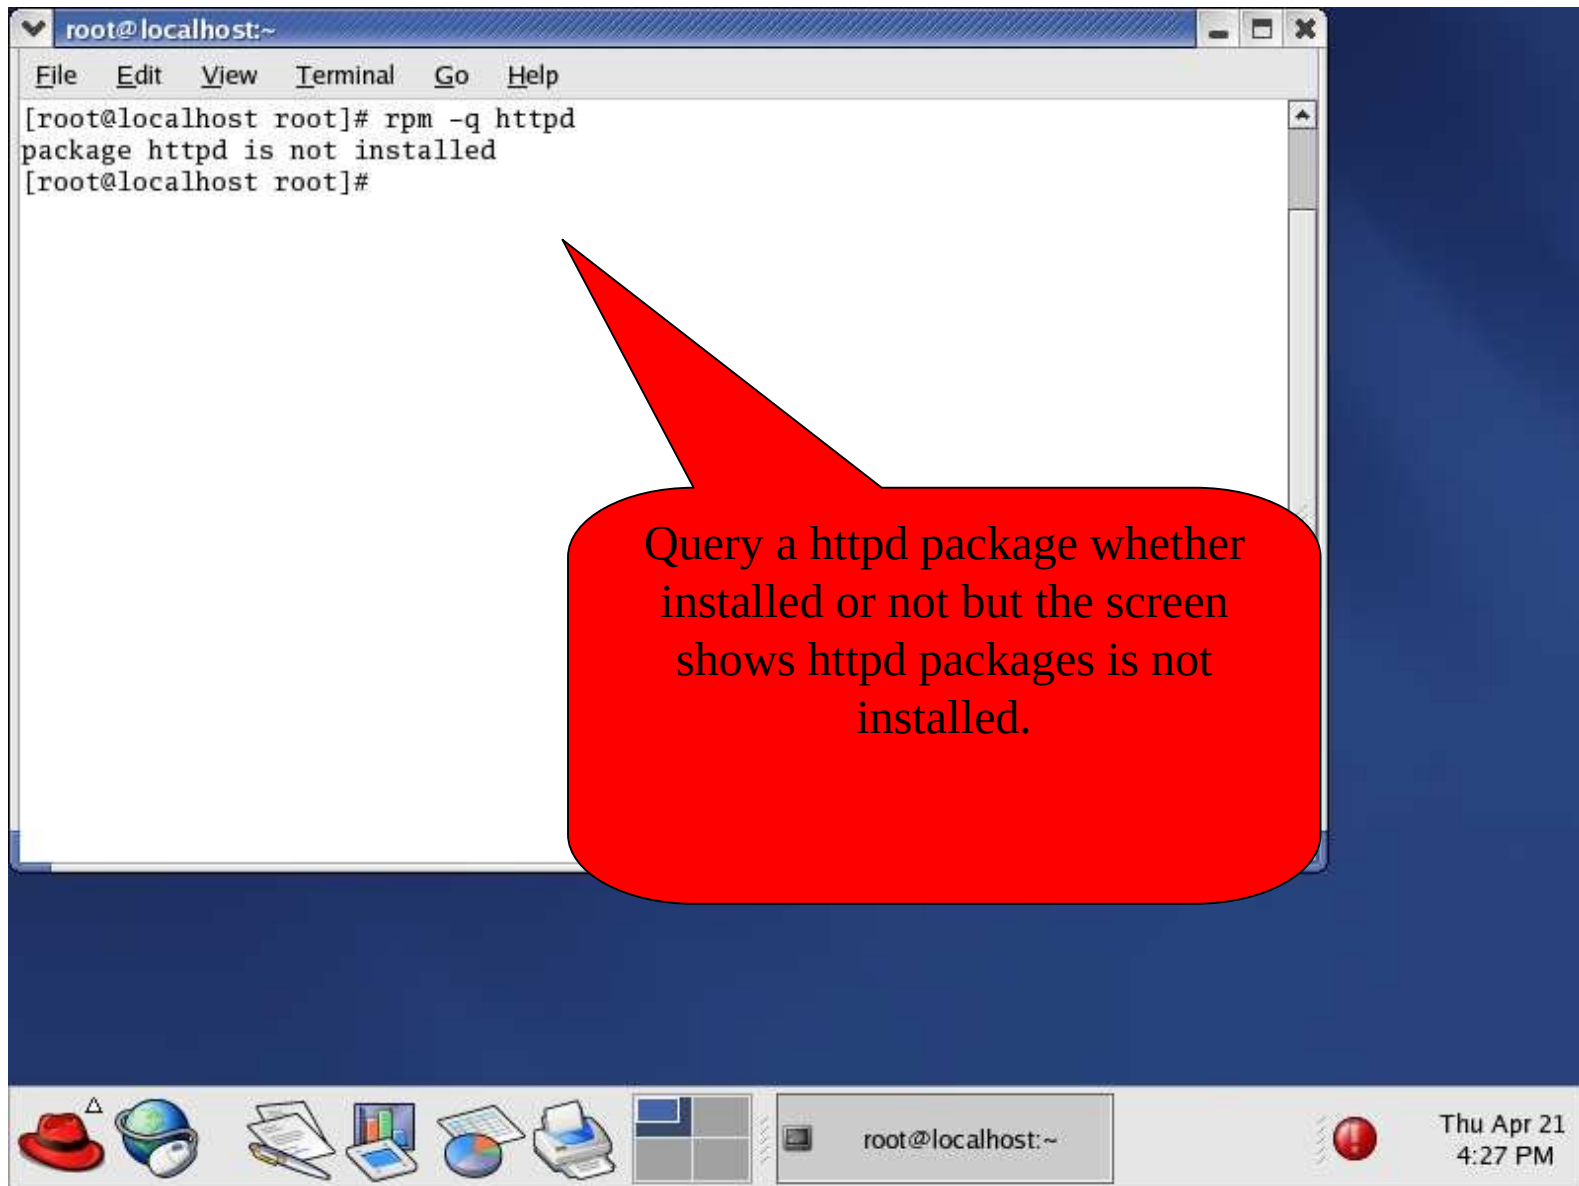 root@localhost:~
File Edit View Terminal Go Help
[root@localhost root]# rpm -q httpd
package httpd is not installed
[root@localhost root]#
Query a httpd package whether
installed or not but the screen
shows httpd packages is not
installed.
root@localhost:~
Thu Apr 21
4:27 PM